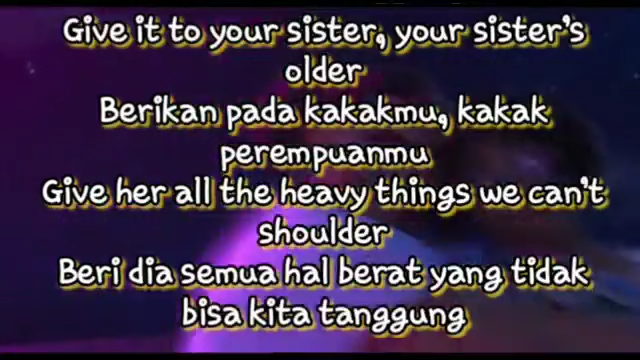 Give it to your sister, your sister's
older
Berikan pada kakakmu, kakak
perempuanmu
Give her all the heavy things we can't
shoulder
Beri dia semua hal berat yang tidak
bisa kita tanggung